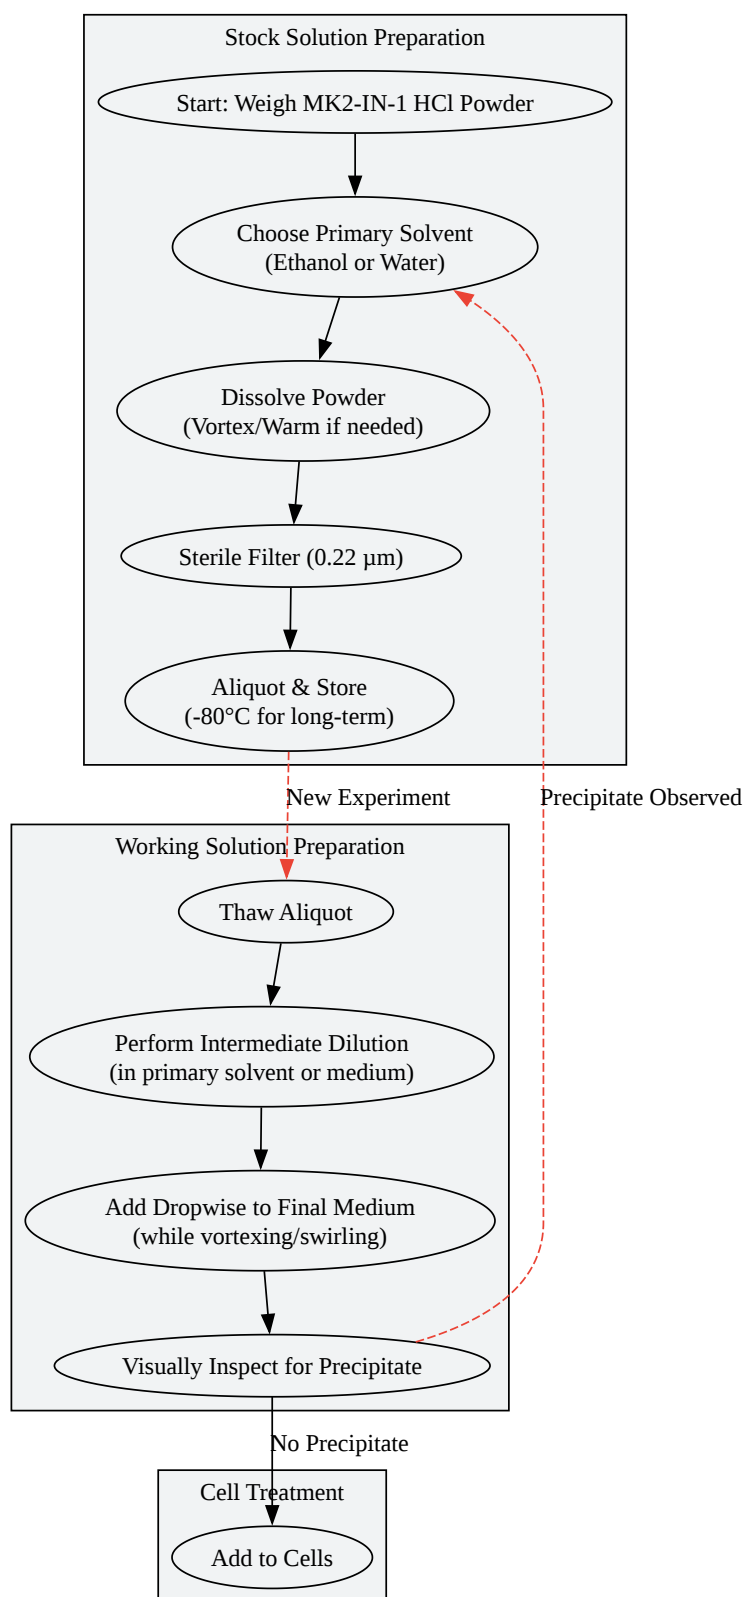 Stock Solution Preparation
Start: Weigh MK2-IN-1 HCl Powder
Choose Primary Solvent
(Ethanol or Water)
Dissolve Powder
(Vortex/Warm if needed)
Sterile Filter (0.22 µm)
Aliquot & Store
(-80°C for long-term)
New Experiment
Precipitate Observed
Working Solution Preparation
Thaw Aliquot
Perform Intermediate Dilution
(in primary solvent or medium)
Add Dropwise to Final Medium
(while vortexing/swirling)
Visually Inspect for Precipitate
No Precipitate
Cell Treatment
Add to Cells